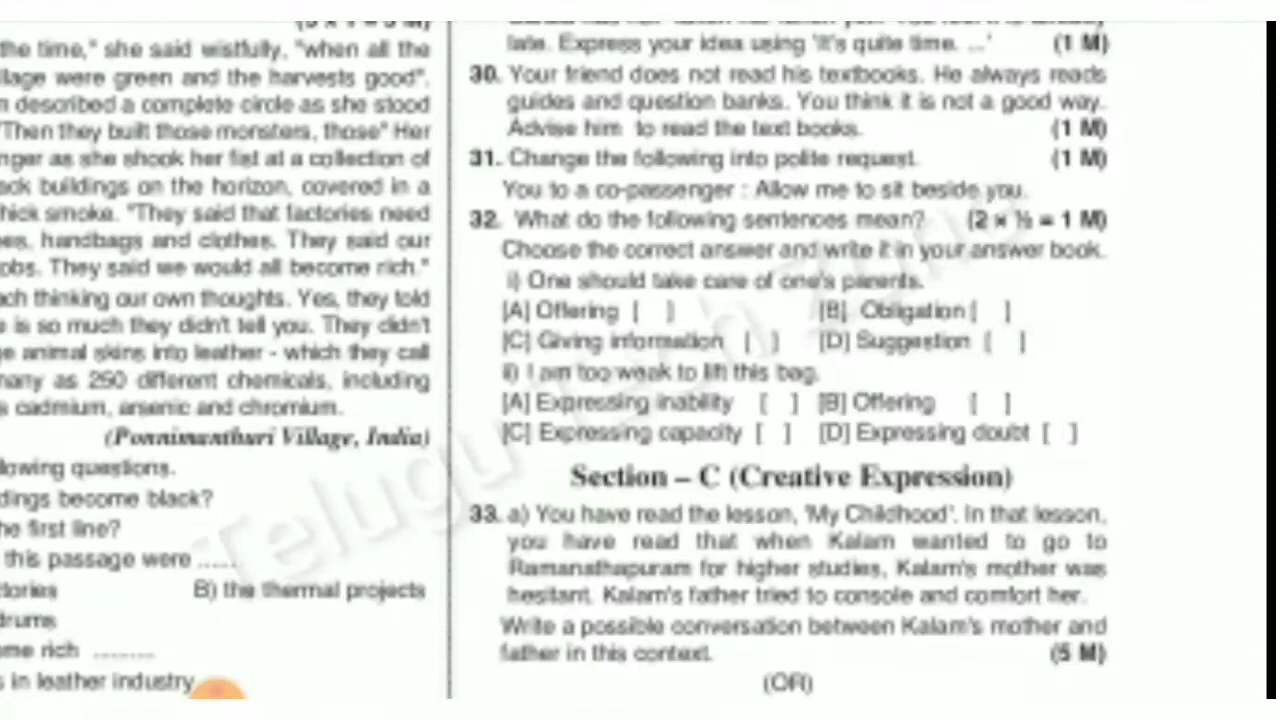 the time," she said wistfully, "when all the
llage were green and the harvests good".
n described a complete circle as she stood
"Then they built those monsters, those" Her
nger as she shook her fist at a collection of
ack buildings on the horizon, covered in a
hick smoke. "They said that factories need
es, handbags and clothes. They said our
obs. They said we would all become rich."
ach thinking our own thoughts. Yes, they told
e is so much they didn't tell you. They didn't
ge animal skins into leather - which they call
many as 250 different chemicals, including
s cadmium, arsenic and chromium.
(Ponnimanthuri Village, India)
llowing questions.
dings become black?
he first line?
this passage were .....
ctories B) the thermal projects
drums
ome rich ........
s in leather industry
late. Express your idea using 'It's quite time. ...' (1 M)
30. Your friend does not read his textbooks. He always reads
guides and question banks. You think it is not a good way.
Advise him to read the text books. (1 M)
31. Change the following into polite request. (1 M)
You to a co-passenger : Allow me to sit beside you.
32. What do the following sentences mean? (2 × ½ = 1 M)
Choose the correct answer and write it in your answer book.
i) One should take care of one's parents.
[A] Offering [ ] [B] Obligation [ ]
[C] Giving information [ ] [D] Suggestion [ ]
ii) I am too weak to lift this bag.
[A] Expressing inability [ ] [B] Offering [ ]
[C] Expressing capacity [ ] [D] Expressing doubt [ ]
Section – C (Creative Expression)
33. a) You have read the lesson, 'My Childhood'. In that lesson,
you have read that when Kalam wanted to go to
Ramanathapuram for higher studies, Kalam's mother was
hesitant. Kalam's father tried to console and comfort her.
Write a possible conversation between Kalam's mother and
father in this context. (5 M)
(OR)
Telugu